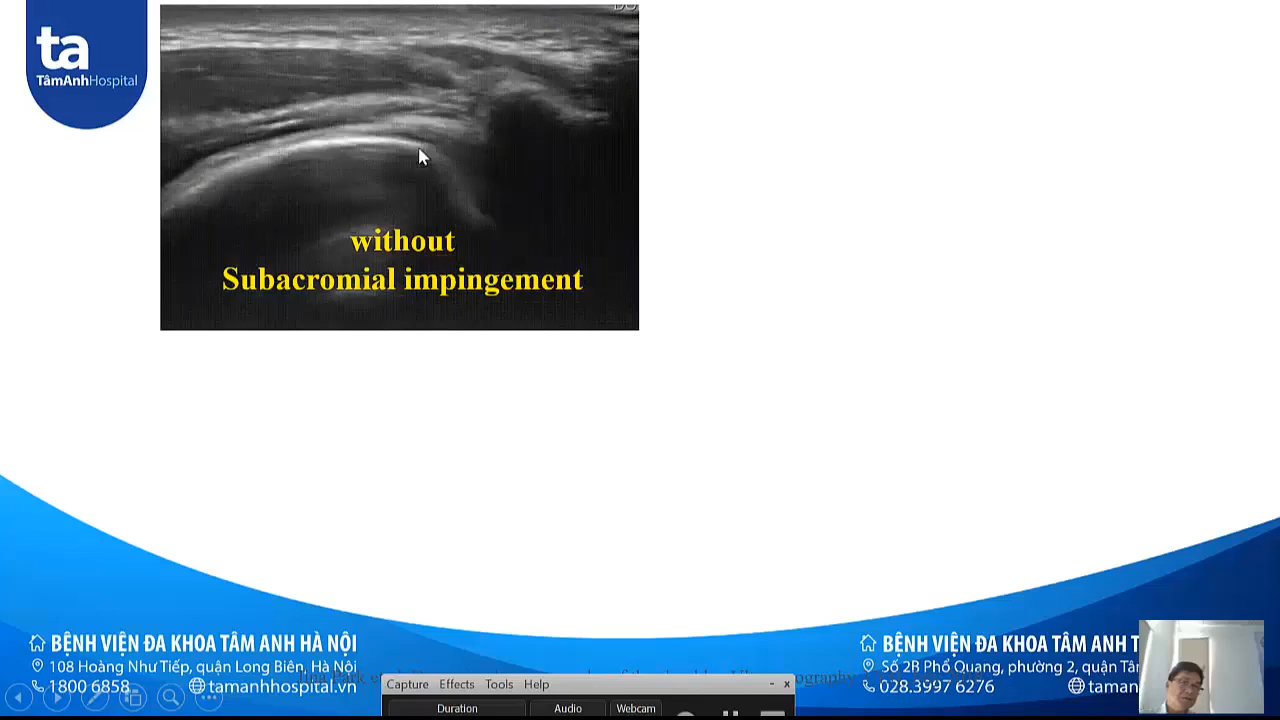 ta
TâmAnhHospital
without
Subacromial impingement
BỆNH VIỆN ĐA KHOA TÂM ANH HÀ NỘI
108 Hoàng Như Tiếp, quận Long Biên, Hà Nội
1800 6858
tamanhhospital.vn
BỆNH VIỆN ĐA KHOA TÂM ANH T
Số 2B Phổ Quang, phường 2, quận Tân
028.3997 6276
taman
Capture Effects Tools Help
Duration Audio Webcam